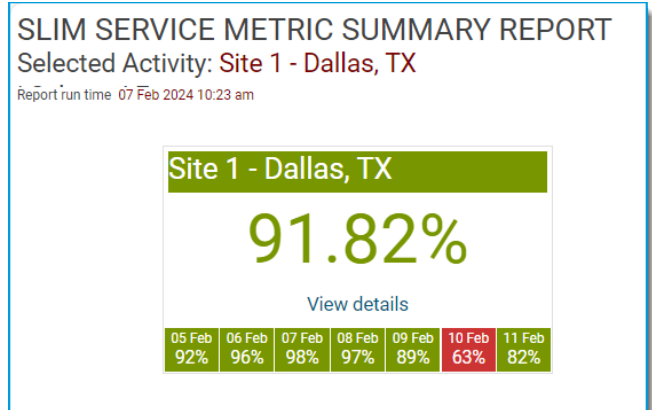 SLIM SERVICE METRIC SUMMARY REPORT
Selected Activity: Site 1 - Dallas, TX
Report run time 07 Feb 2024 10:23 am
Site 1 - Dallas, TX
91.82%
View details
05 Feb 06 Feb 07 Feb 08 Feb 09 Feb 10 Feb 11 Feb
92% 96% 98% 97% 89% 63% 82%